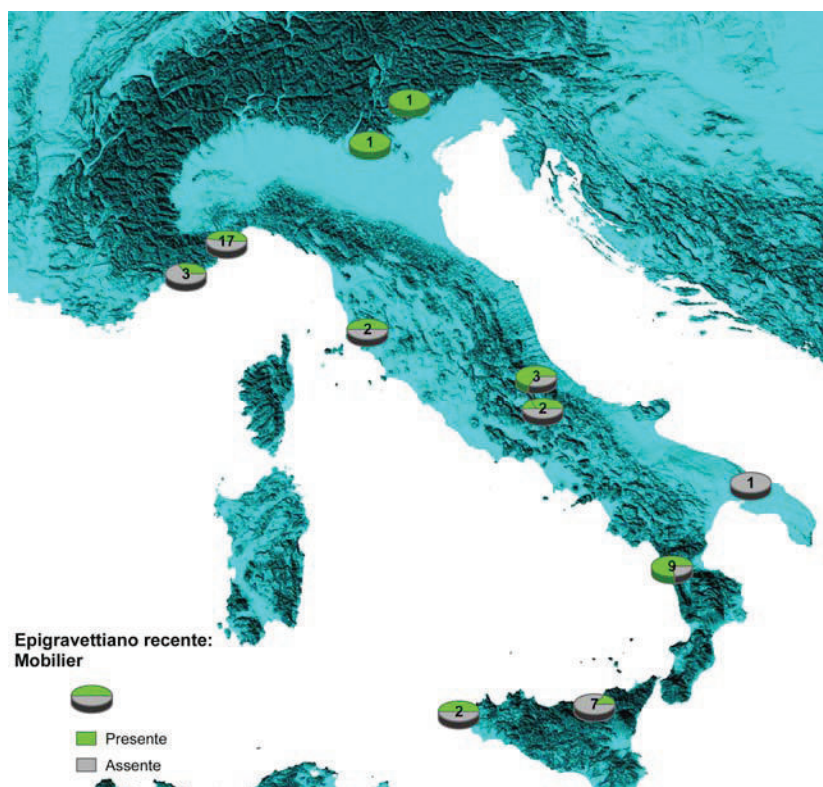 1
1
17
3
2
3
2
1
9
Epigravettiano recente:
Mobilier
2
7
Presente
Assente